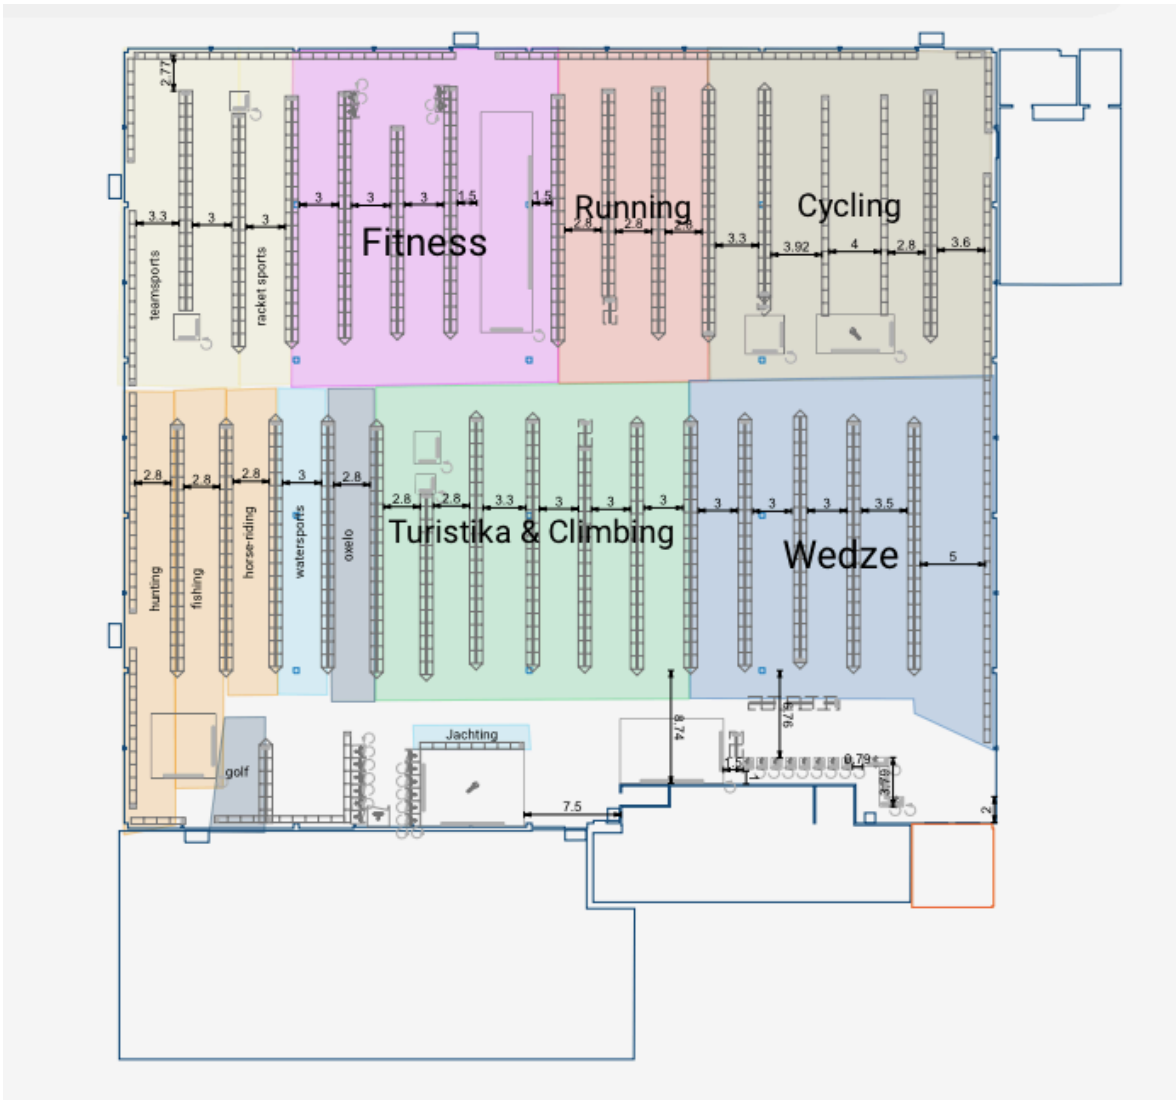 2.77
3
3
3
1.5
1.5
Running
Cycling
3.3
3
3
Fitness
2.8
2.8
2.8
3.3
3.92
4
2.8
3.6
teamsports
racket sports
2.8
2.8
2.8
3
2.8
2.8
2.8
3.3
3
3
3
3
3
3
3.5
Turistika & Climbing
Wedze
5
hunting
fishing
horse-riding
watersports
oxelo
8.74
Jachting
golf
1.5
1
0.79
7.5
2